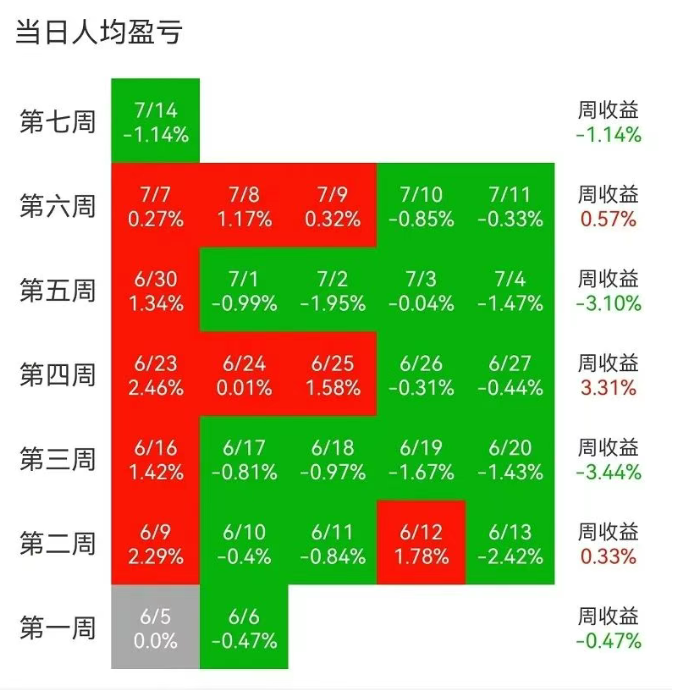 当日人均盈亏
7/14
第七周
-1.14%
周收益
-1.14%
第六周
7/7 7/8 7/9 7/10 7/11
0.27% 1.17% 0.32% -0.85% -0.33%
周收益
0.57%
第五周
6/30 7/1 7/2 7/3 7/4
1.34% -0.99% -1.95% -0.04% -1.47%
周收益
-3.10%
第四周
6/23 6/24 6/25 6/26 6/27
2.46% 0.01% 1.58% -0.31% -0.44%
周收益
3.31%
第三周
6/16 6/17 6/18 6/19 6/20
1.42% -0.81% -0.97% -1.67% -1.43%
周收益
-3.44%
第二周
6/9 6/10 6/11 6/12 6/13
2.29% -0.4% -0.84% 1.78% -2.42%
周收益
0.33%
第一周
6/5 6/6
0.0% -0.47%
周收益
-0.47%